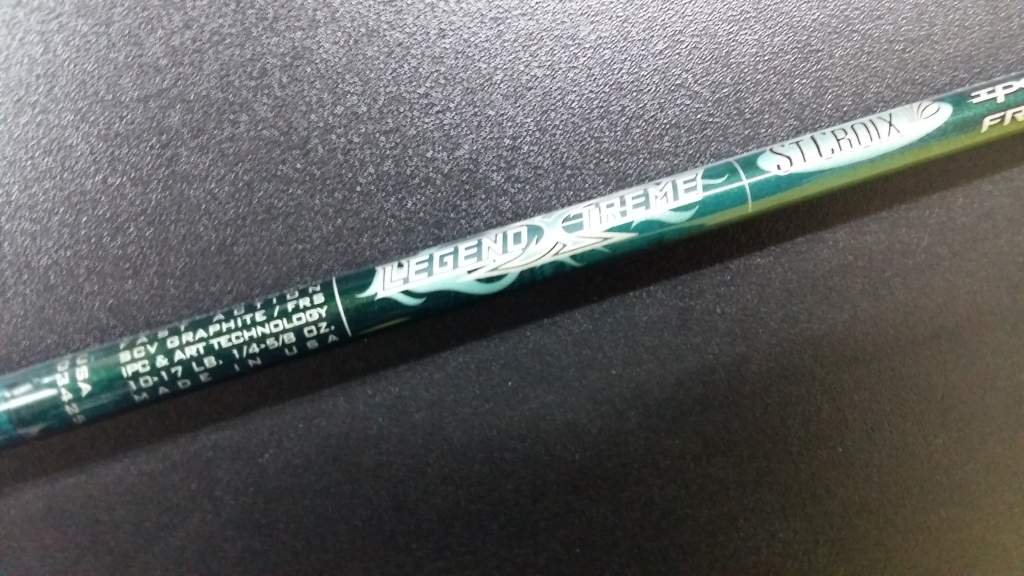 FAST ACTION
SCV GRAPHITE / FRS
IPC & ART TECHNOLOGY
10-17 LB. 1/4-5/8 OZ.
MADE IN USA
LEGEND XTREME
ST.CROIX